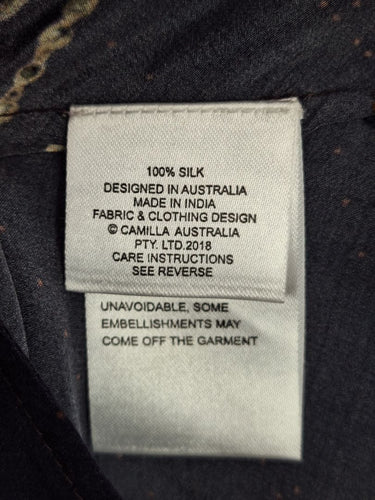 100% SILK
DESIGNED IN AUSTRALIA
MADE IN INDIA
FABRIC & CLOTHING DESIGN
© CAMILLA AUSTRALIA
PTY. LTD.2018
CARE INSTRUCTIONS
SEE REVERSE
UNAVOIDABLE, SOME
EMBELLISHMENTS MAY
COME OFF THE GARMENT